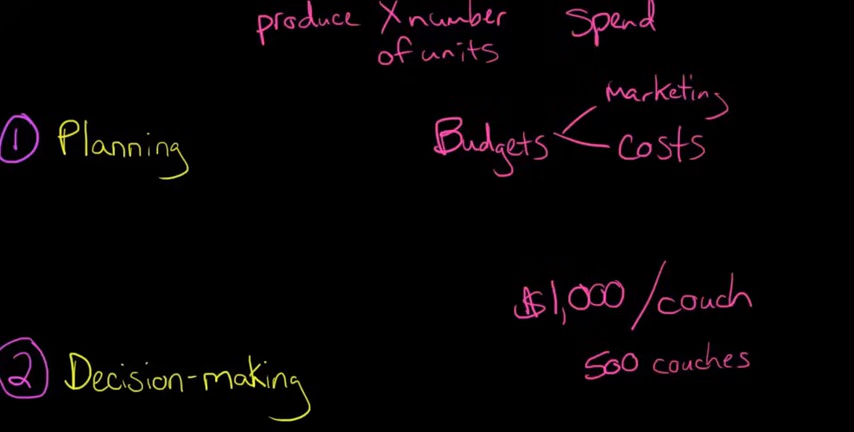 produce X number Spend
of units
marketing
① Planning Budgets costs
$1,000 / couch
500 couches
② Decision-making